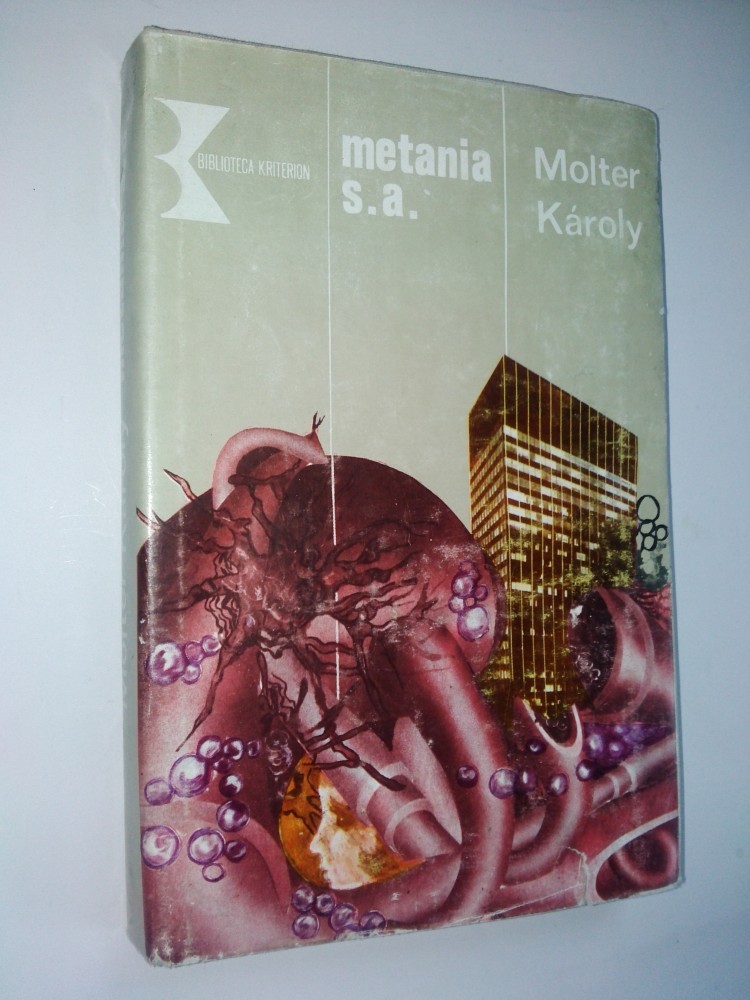 BIBLIOTECA KRITERION
metania
s.a.
Molter
Károly